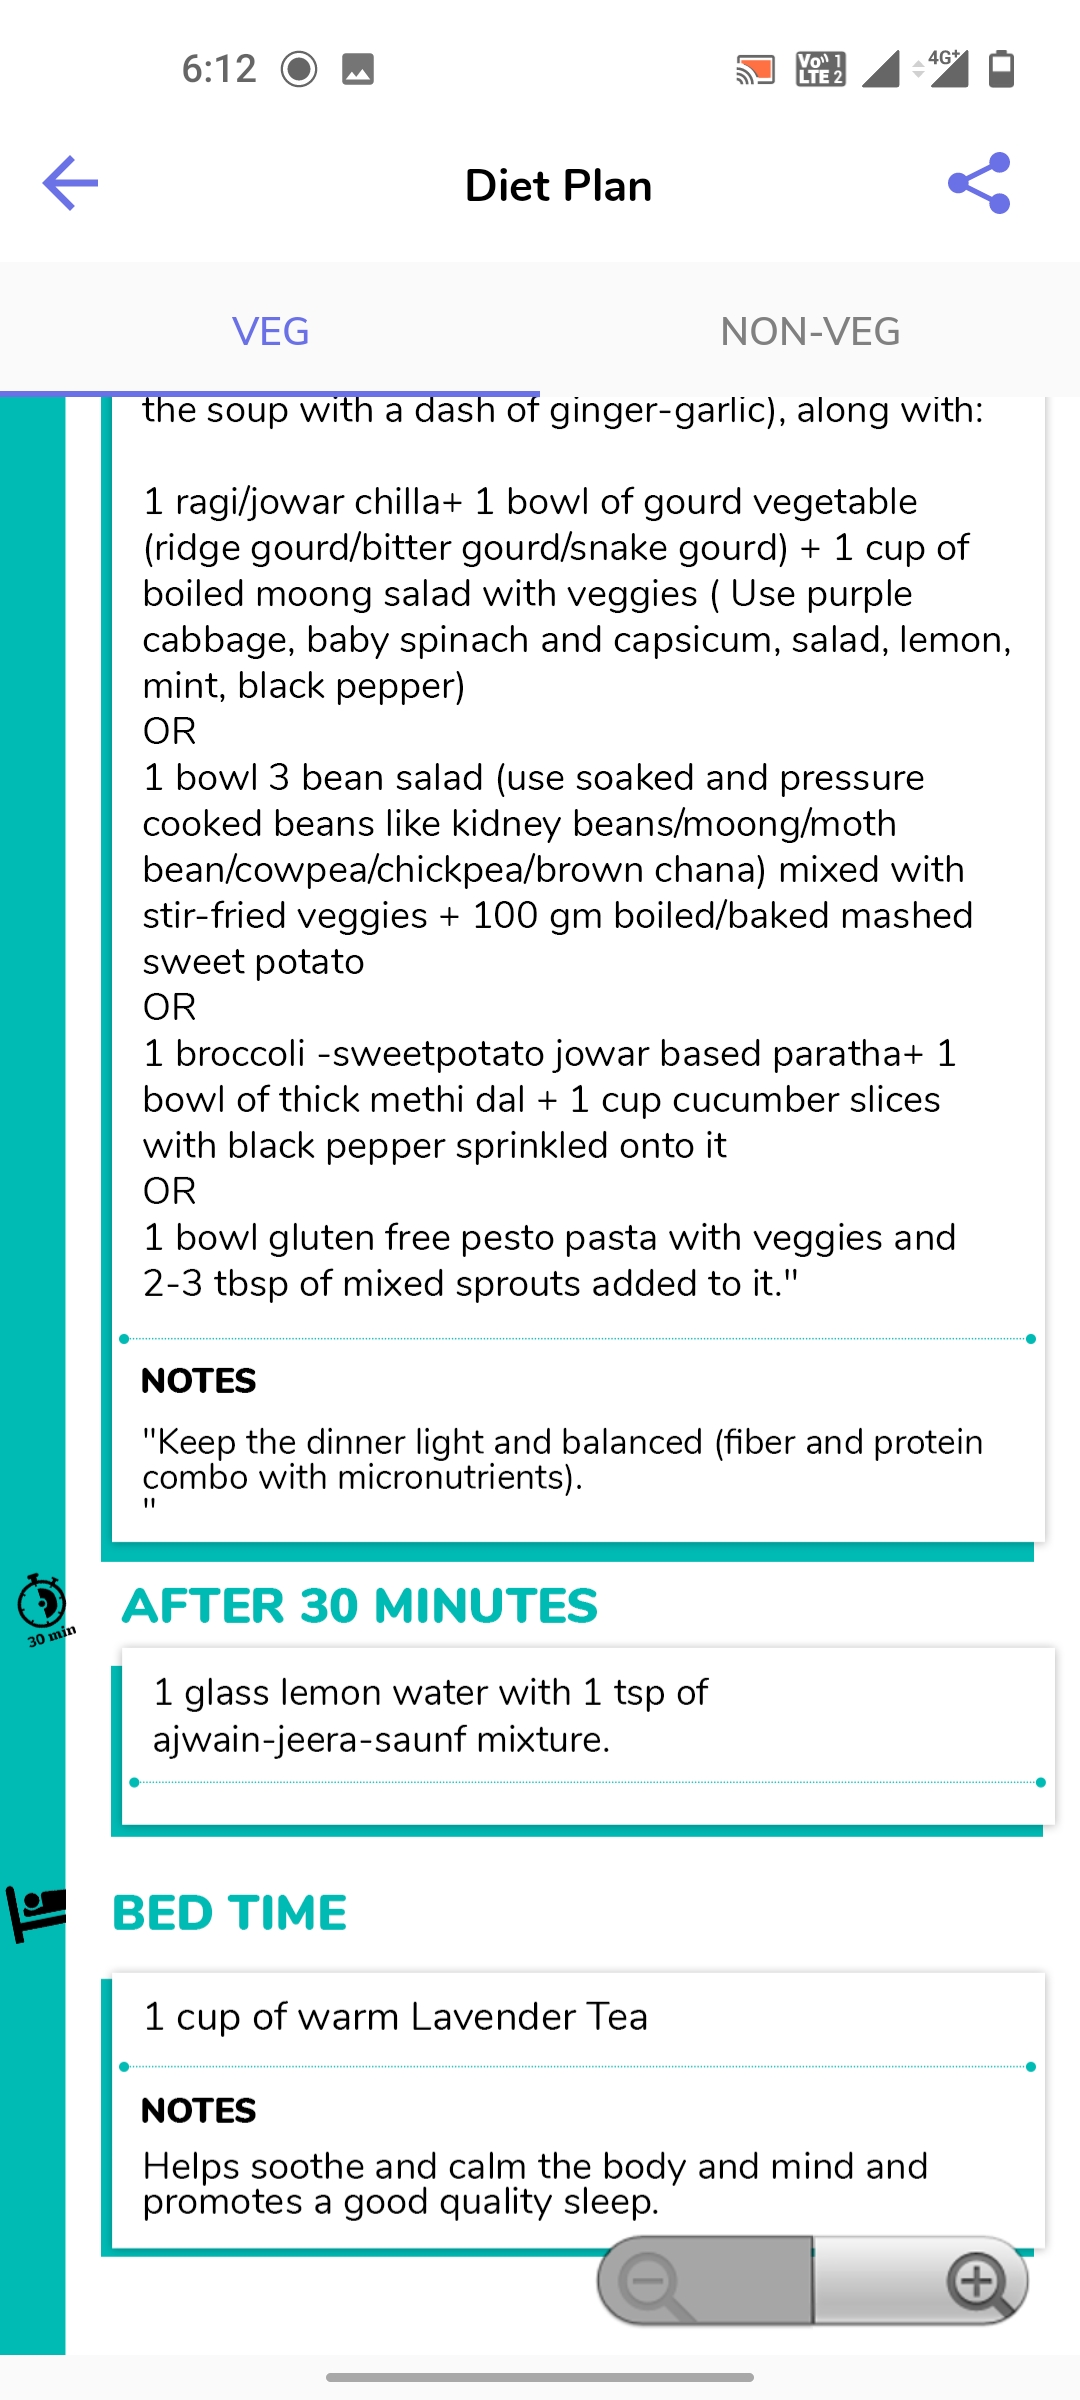 6:12
Vo)) 1
LTE 2
4G+
Diet Plan
VEG
NON-VEG
the soup with a dash of ginger-garlic), along with:
1 ragi/jowar chilla+ 1 bowl of gourd vegetable
(ridge gourd/bitter gourd/snake gourd) + 1 cup of
boiled moong salad with veggies ( Use purple
cabbage, baby spinach and capsicum, salad, lemon,
mint, black pepper)
OR
1 bowl 3 bean salad (use soaked and pressure
cooked beans like kidney beans/moong/moth
bean/cowpea/chickpea/brown chana) mixed with
stir-fried veggies + 100 gm boiled/baked mashed
sweet potato
OR
1 broccoli -sweetpotato jowar based paratha+ 1
bowl of thick methi dal + 1 cup cucumber slices
with black pepper sprinkled onto it
OR
1 bowl gluten free pesto pasta with veggies and
2-3 tbsp of mixed sprouts added to it."
NOTES
"Keep the dinner light and balanced (fiber and protein
combo with micronutrients).
"
30 min
AFTER 30 MINUTES
1 glass lemon water with 1 tsp of
ajwain-jeera-saunf mixture.
BED TIME
1 cup of warm Lavender Tea
NOTES
Helps soothe and calm the body and mind and
promotes a good quality sleep.